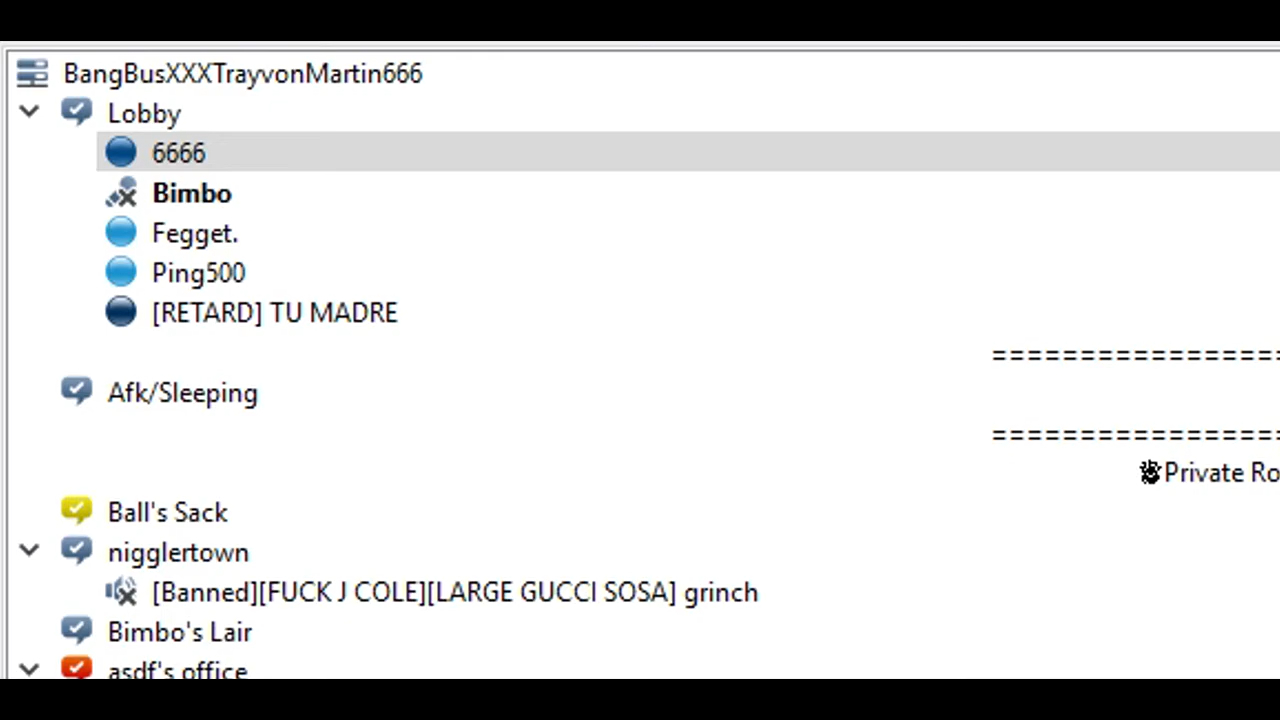 BangBusXXXTrayvonMartin666
Lobby
6666
Bimbo
Fegget.
Ping500
[RETARD] TU MADRE
=================
Afk/Sleeping
=================
Private Ro
Ball's Sack
nigglertown
[Banned][FUCK J COLE][LARGE GUCCI SOSA] grinch
Bimbo's Lair
asdf's office